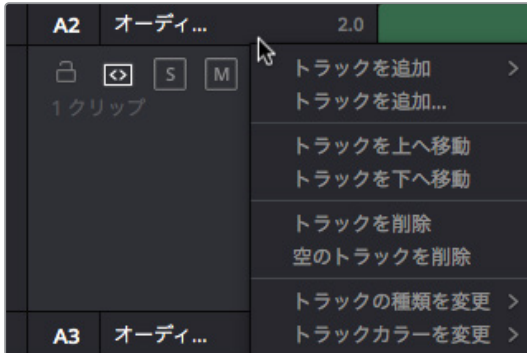 A2 オーディ... 2.0
S M
1 クリップ
トラックを追加
トラックを追加...
トラックを上へ移動
トラックを下へ移動
トラックを削除
空のトラックを削除
トラックの種類を変更
トラックカラーを変更
A3 オーディ...